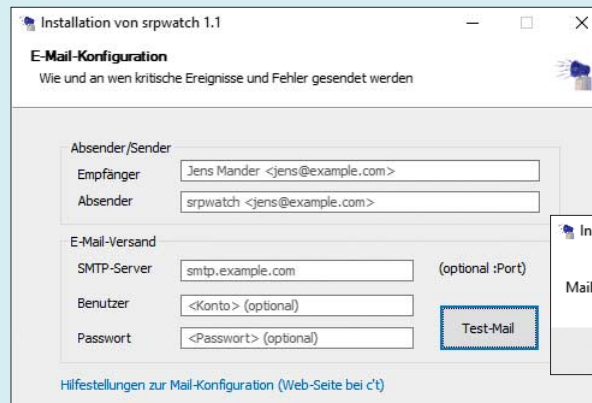 Installation von srpwatch 1.1
E-Mail-Konfiguration
Wie und an wen kritische Ereignisse und Fehler gesendet werden
Absender/Sender
Empfänger Jens Mander <jens@example.com>
Absender srpwatch <jens@example.com>
E-Mail-Versand
SMTP-Server smtp.example.com (optional :Port)
Benutzer <Konto> (optional)
Passwort <Passwort> (optional)
Test-Mail
In
Mail
Hilfestellungen zur Mail-Konfiguration (Web-Seite bei c't)